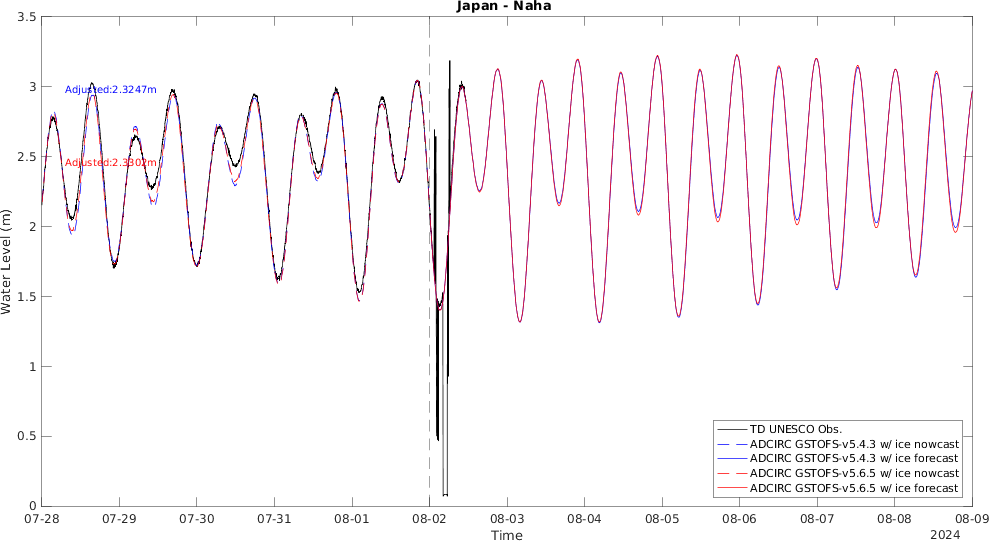 Japan - Naha
3.5
3
2.5
2
1.5
1
0.5
0
Water Level (m)
Adjusted:2.3247m
Adjusted:2.3302m
TD UNESCO Obs.
ADCIRC GSTOFS-v5.4.3 w/ ice nowcast
ADCIRC GSTOFS-v5.4.3 w/ ice forecast
ADCIRC GSTOFS-v5.6.5 w/ ice nowcast
ADCIRC GSTOFS-v5.6.5 w/ ice forecast
07-28 07-29 07-30 07-31 08-01 08-02 08-03 08-04 08-05 08-06 08-07 08-08 08-09
Time
2024